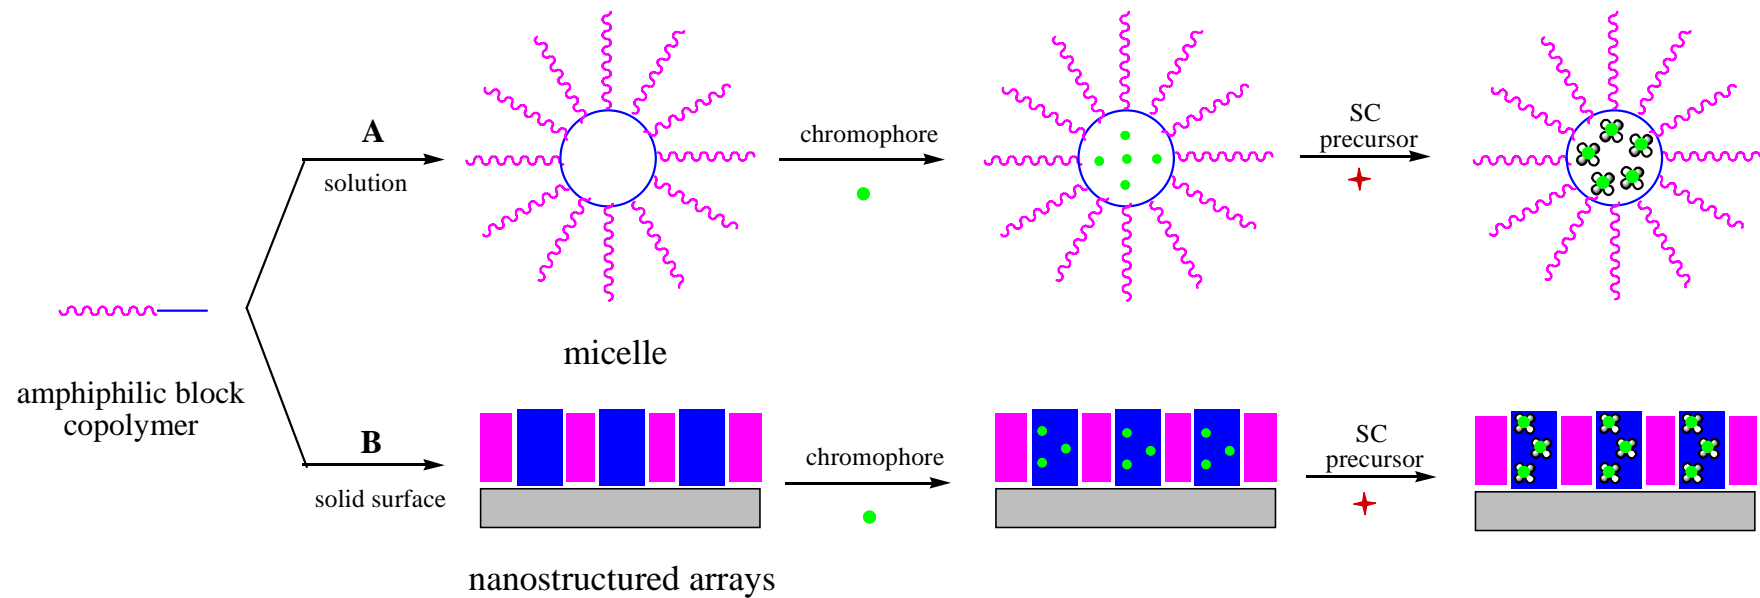 A
solution
chromophore
SC
precursor
micelle
amphiphilic block
copolymer
B
solid surface
chromophore
SC
precursor
nanostructured arrays